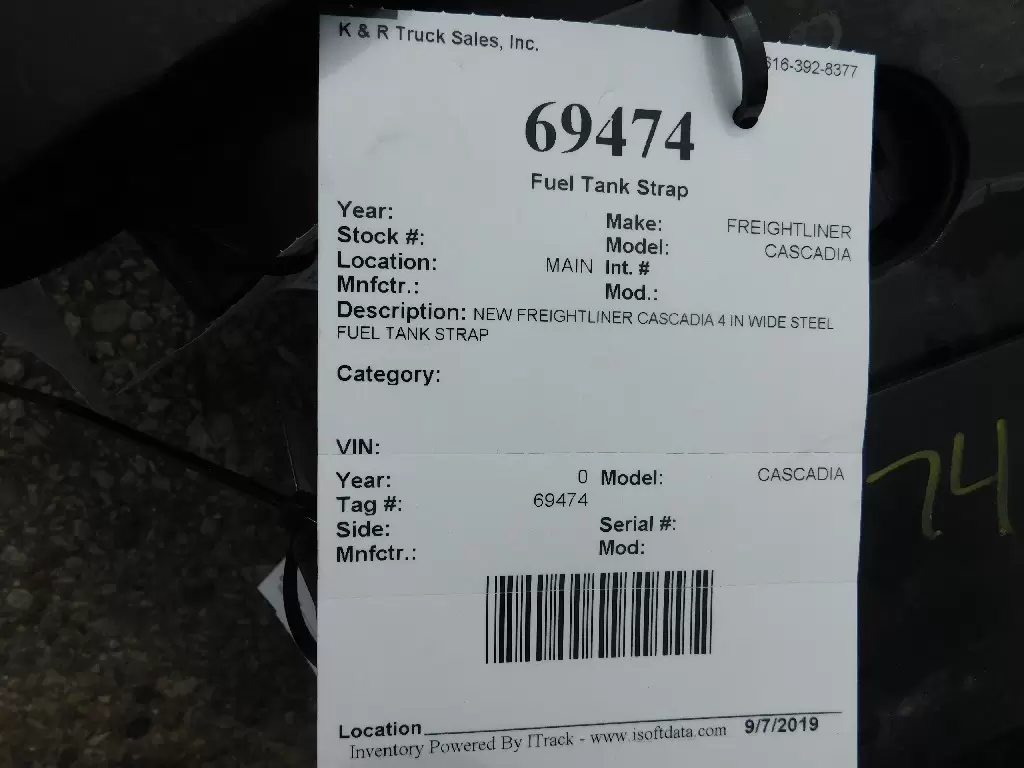 K & R Truck Sales, Inc.
616-392-8377
69474
Fuel Tank Strap
Year:
Make: FREIGHTLINER
Stock #:
Model: CASCADIA
Location: MAIN Int. #
Mnfctr.:
Mod.:
Description: NEW FREIGHTLINER CASCADIA 4 IN WIDE STEEL
FUEL TANK STRAP
Category:
VIN:
Year: 0 Model: CASCADIA
Tag #: 69474
Side:
Serial #:
Mnfctr.:
Mod:
Location 9/7/2019
Inventory Powered By ITrack - www.isoftdata.com
74